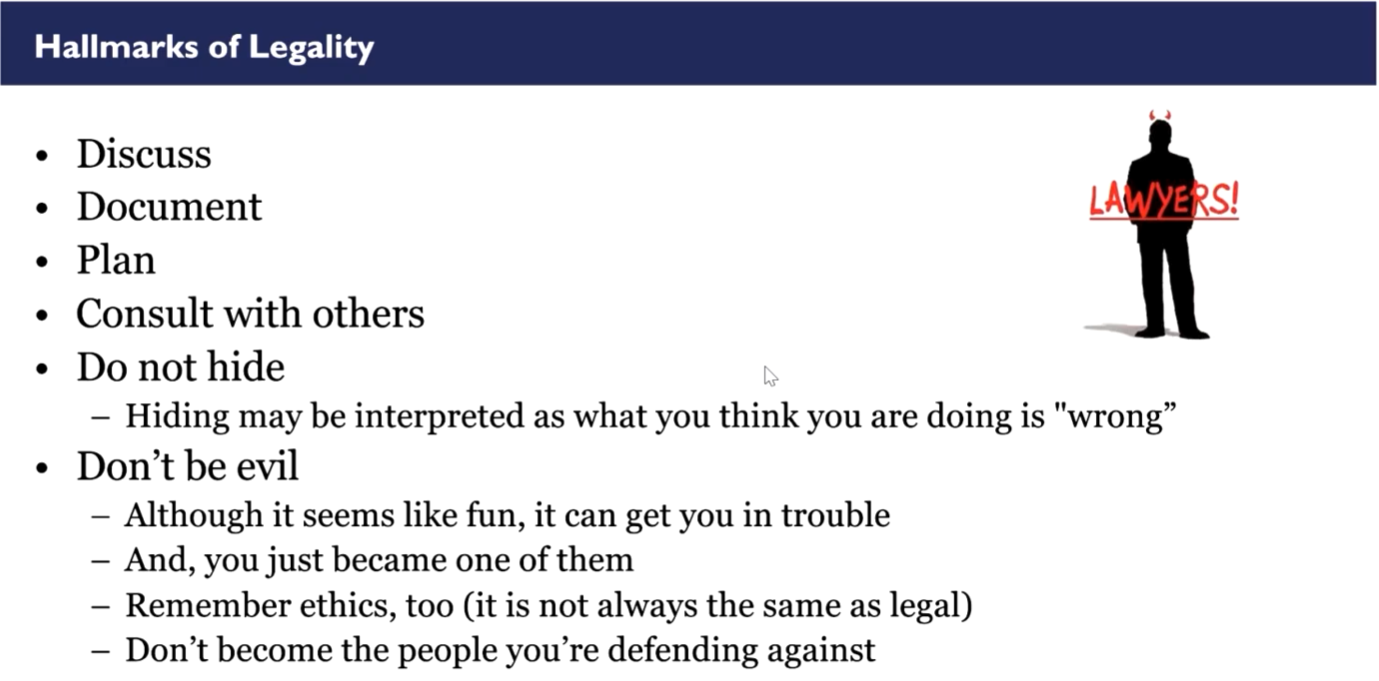 Hallmarks of Legality
• Discuss
• Document
• Plan
• Consult with others
• Do not hide
– Hiding may be interpreted as what you think you are doing is "wrong”
• Don’t be evil
– Although it seems like fun, it can get you in trouble
– And, you just became one of them
– Remember ethics, too (it is not always the same as legal)
– Don’t become the people you’re defending against
LAWYERS!